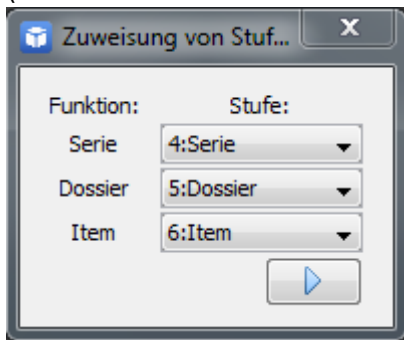 Zuweisung von Stuf...
Funktion: Stufe:
Serie 4:Serie
Dossier 5:Dossier
Item 6:Item